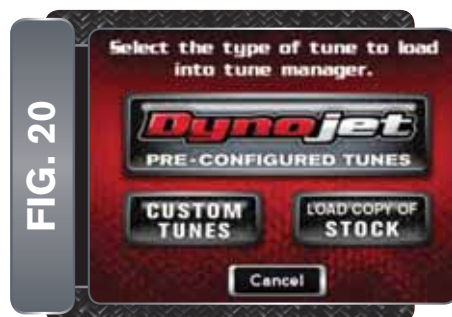 FIG. 20
Select the type of tune to load
into tune manager.
Dynojet
PRE-CONFIGURED TUNES
CUSTOM
TUNES
LOAD COPY OF
STOCK
Cancel